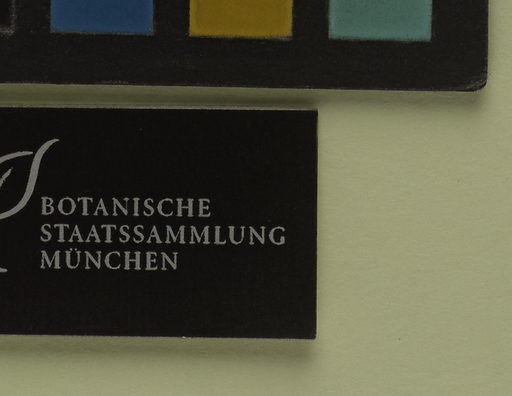 BOTANISCHE
STAATSSAMMLUNG
MÜNCHEN